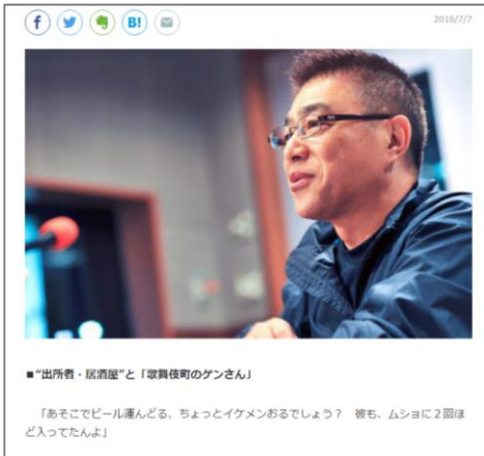 f B!
2016/7/7
■“出所者・居酒屋”と「歌舞伎町のゲンさん」
「あそこでビール運んどる、ちょっとイケメンおるでしょう？　彼も、ムショに２回ほ
ど入ってたんよ」